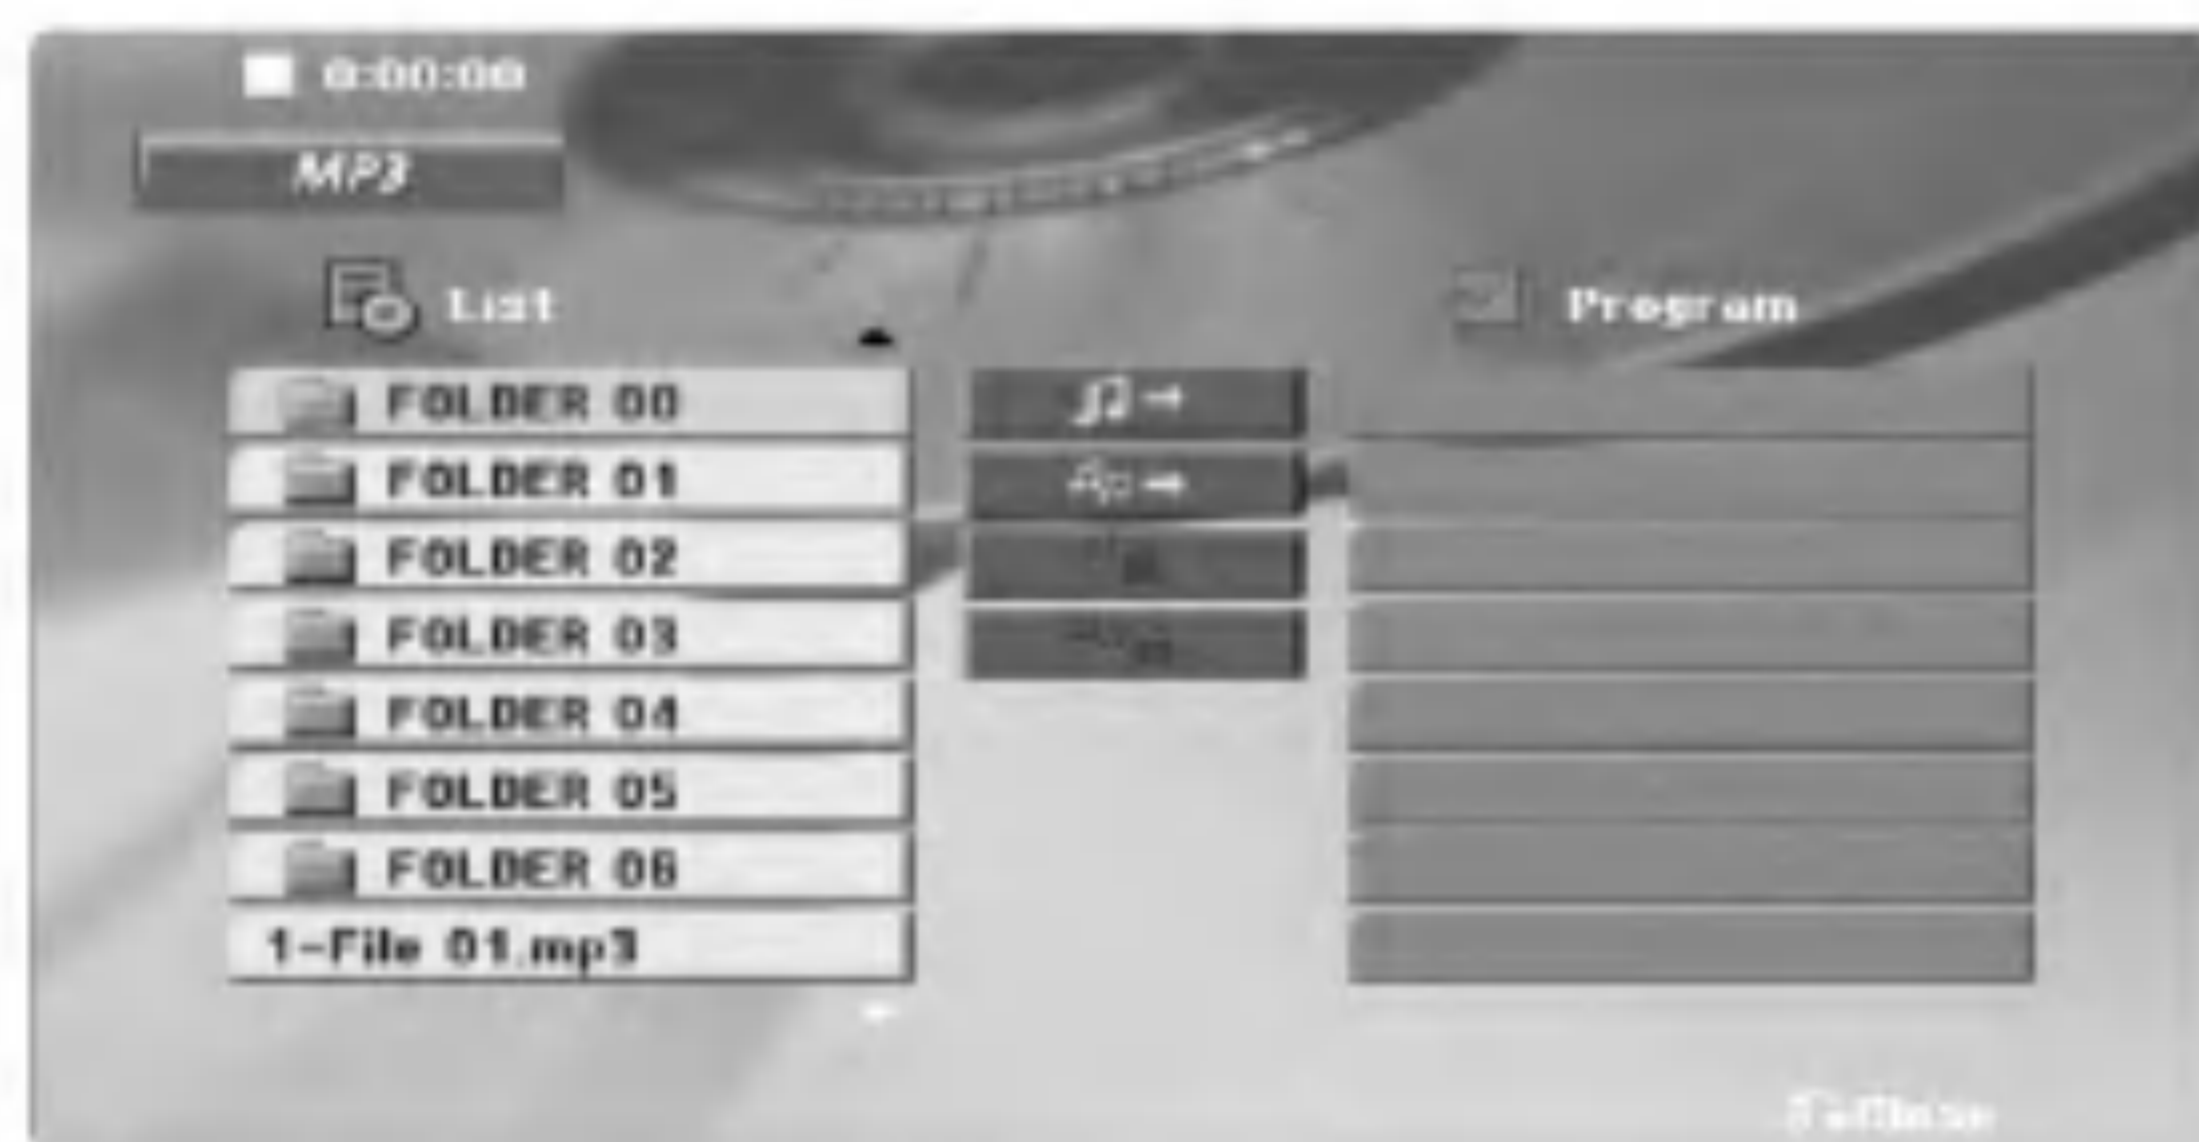 0:00:00
MP3
List
Program
FOLDER 00
FOLDER 01
FOLDER 02
FOLDER 03
FOLDER 04
FOLDER 05
FOLDER 06
1-File 01.mp3